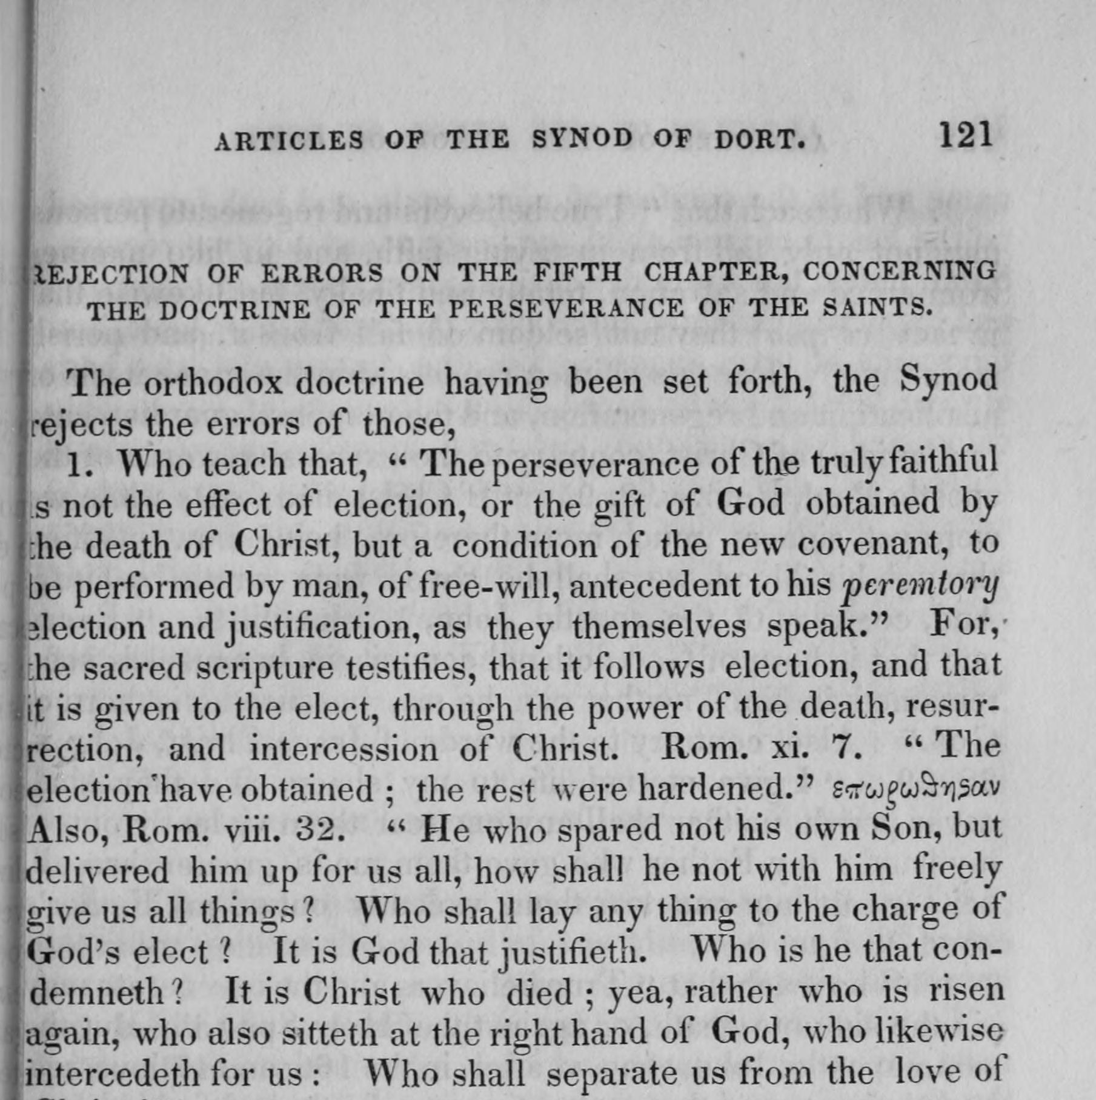 ARTICLES OF THE SYNOD OF DORT. 121
REJECTION OF ERRORS ON THE FIFTH CHAPTER, CONCERNING
THE DOCTRINE OF THE PERSEVERANCE OF THE SAINTS.
The orthodox doctrine having been set forth, the Synod
rejects the errors of those,
1. Who teach that, “ The perseverance of the truly faithful
is not the effect of election, or the gift of God obtained by
the death of Christ, but a condition of the new covenant, to
be performed by man, of free-will, antecedent to his peremtory
election and justification, as they themselves speak.” For,
the sacred scripture testifies, that it follows election, and that
it is given to the elect, through the power of the death, resur-
rection, and intercession of Christ. Rom. xi. 7. “ The
election have obtained ; the rest were hardened.” επωρωθηςαν
Also, Rom. viii. 32. “ He who spared not his own Son, but
delivered him up for us all, how shall he not with him freely
give us all things ? Who shall lay any thing to the charge of
God's elect ? It is God that justifieth. Who is he that con-
demneth ? It is Christ who died ; yea, rather who is risen
again, who also sitteth at the right hand of God, who likewise
intercedeth for us : Who shall separate us from the love of